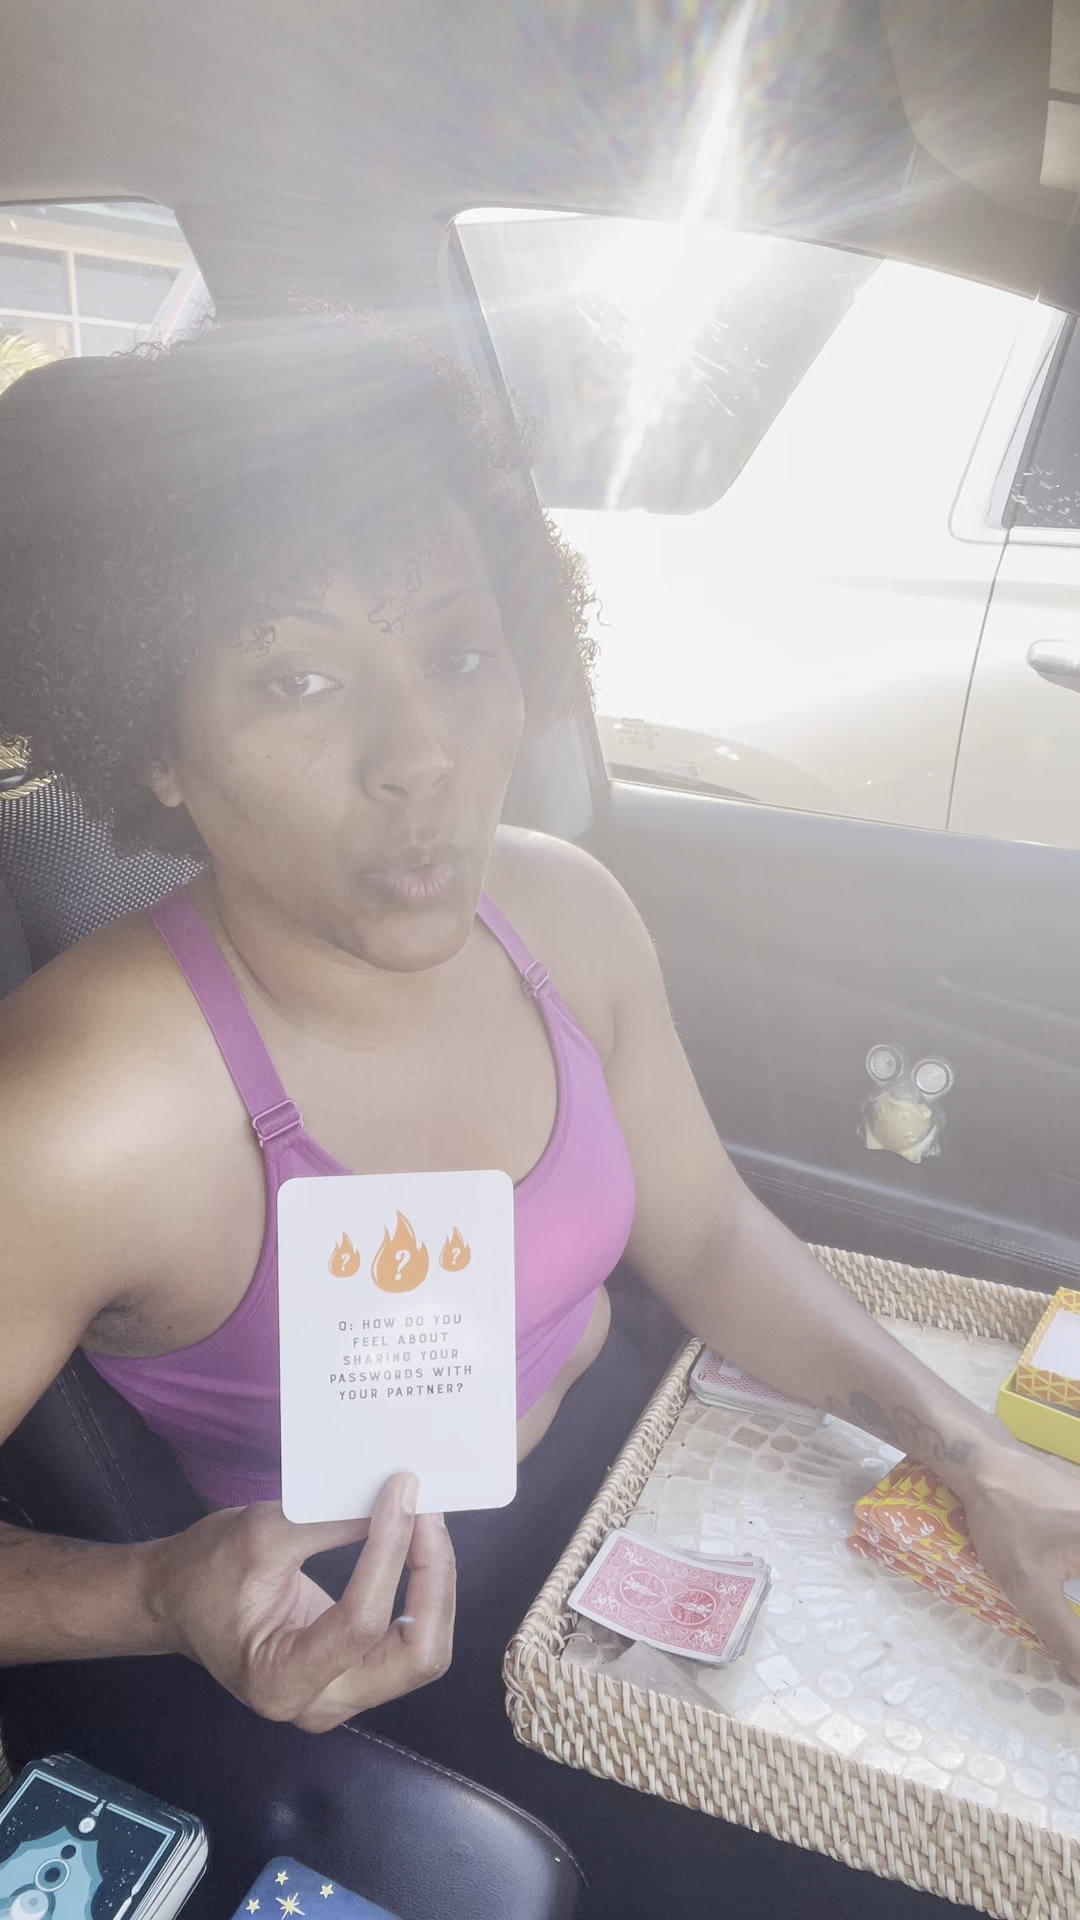 ? ? ?
Q: HOW DO YOU
FEEL ABOUT
SHARING YOUR
PASSWORDS WITH
YOUR PARTNER?